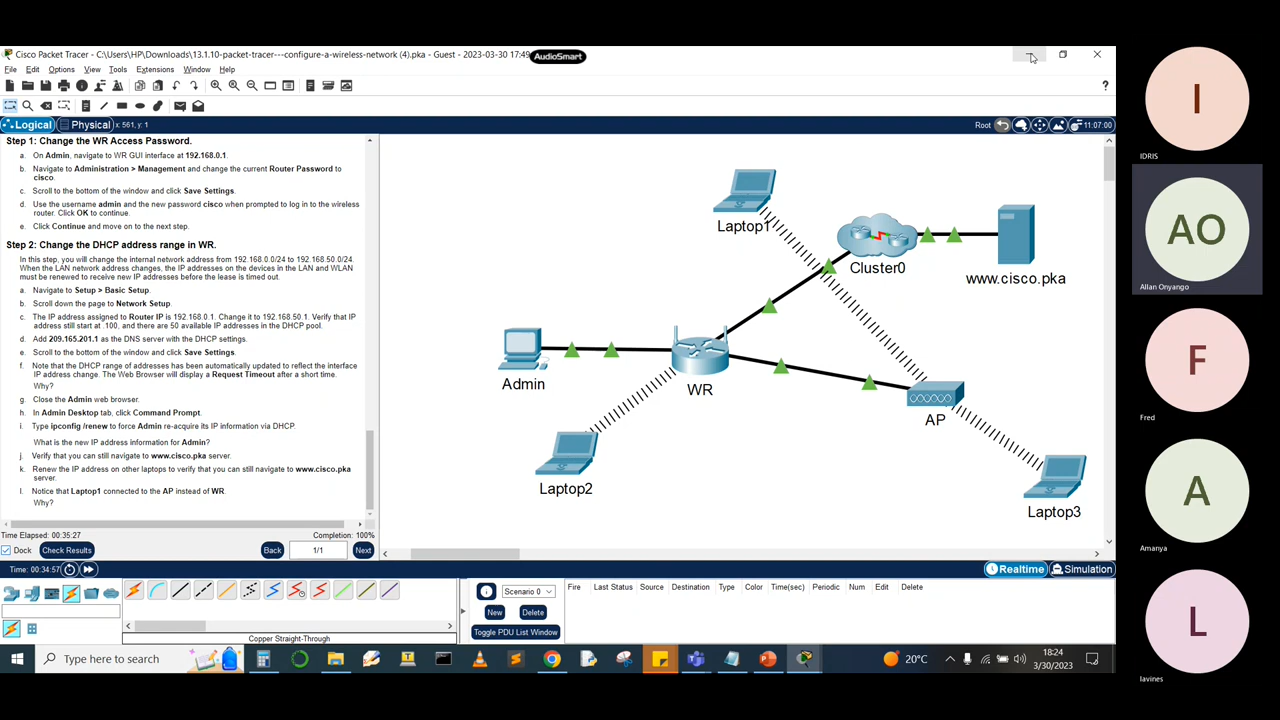 Cisco Packet Tracer - C:\Users\HP\Downloads\13.1.10-packet-tracer---configure-a-wireless-network (4).pka - Guest - 2023-03-30 17:49
AudioSmart
File Edit Options View Tools Extensions Window Help
?
Logical Physical x: 561, y: 1
Root 11:07:00
Step 1: Change the WR Access Password.
a. On Admin, navigate to WR GUI interface at 192.168.0.1.
b. Navigate to Administration > Management and change the current Router Password to
cisco.
c. Scroll to the bottom of the window and click Save Settings.
d. Use the username admin and the new password cisco when prompted to log in to the wireless
router. Click OK to continue.
e. Click Continue and move on to the next step.
Step 2: Change the DHCP address range in WR.
In this step, you will change the internal network address from 192.168.0.0/24 to 192.168.50.0/24.
When the LAN network address changes, the IP addresses on the devices in the LAN and WLAN
must be renewed to receive new IP addresses before the lease is timed out.
a. Navigate to Setup > Basic Setup.
b. Scroll down the page to Network Setup.
c. The IP address assigned to Router IP is 192.168.0.1. Change it to 192.168.50.1. Verify that IP
address still start at .100, and there are 50 available IP addresses in the DHCP pool.
d. Add 209.165.201.1 as the DNS server with the DHCP settings.
e. Scroll to the bottom of the window and click Save Settings.
f. Note that the DHCP range of addresses has been automatically updated to reflect the interface
IP address change. The Web Browser will display a Request Timeout after a short time.
Why?
g. Close the Admin web browser.
h. In Admin Desktop tab, click Command Prompt.
i. Type ipconfig /renew to force Admin re-acquire its IP information via DHCP.
What is the new IP address information for Admin?
j. Verify that you can still navigate to www.cisco.pka server.
k. Renew the IP address on other laptops to verify that you can still navigate to www.cisco.pka
server.
l. Notice that Laptop1 connected to the AP instead of WR.
Why?
Time Elapsed: 00:35:27 Completion: 100%
Dock Check Results Back 1/1 Next
Laptop1
Cluster0
www.cisco.pka
Admin
WR
AP
Laptop2
Laptop3
Time: 00:34:57
Realtime Simulation
Scenario 0
New Delete
Toggle PDU List Window
Fire Last Status Source Destination Type Color Time(sec) Periodic Num Edit Delete
Copper Straight-Through
Type here to search
20°C
18:24
3/30/2023
I
IDRIS
AO
Allan Onyango
F
Fred
A
Amanya
L
lavines